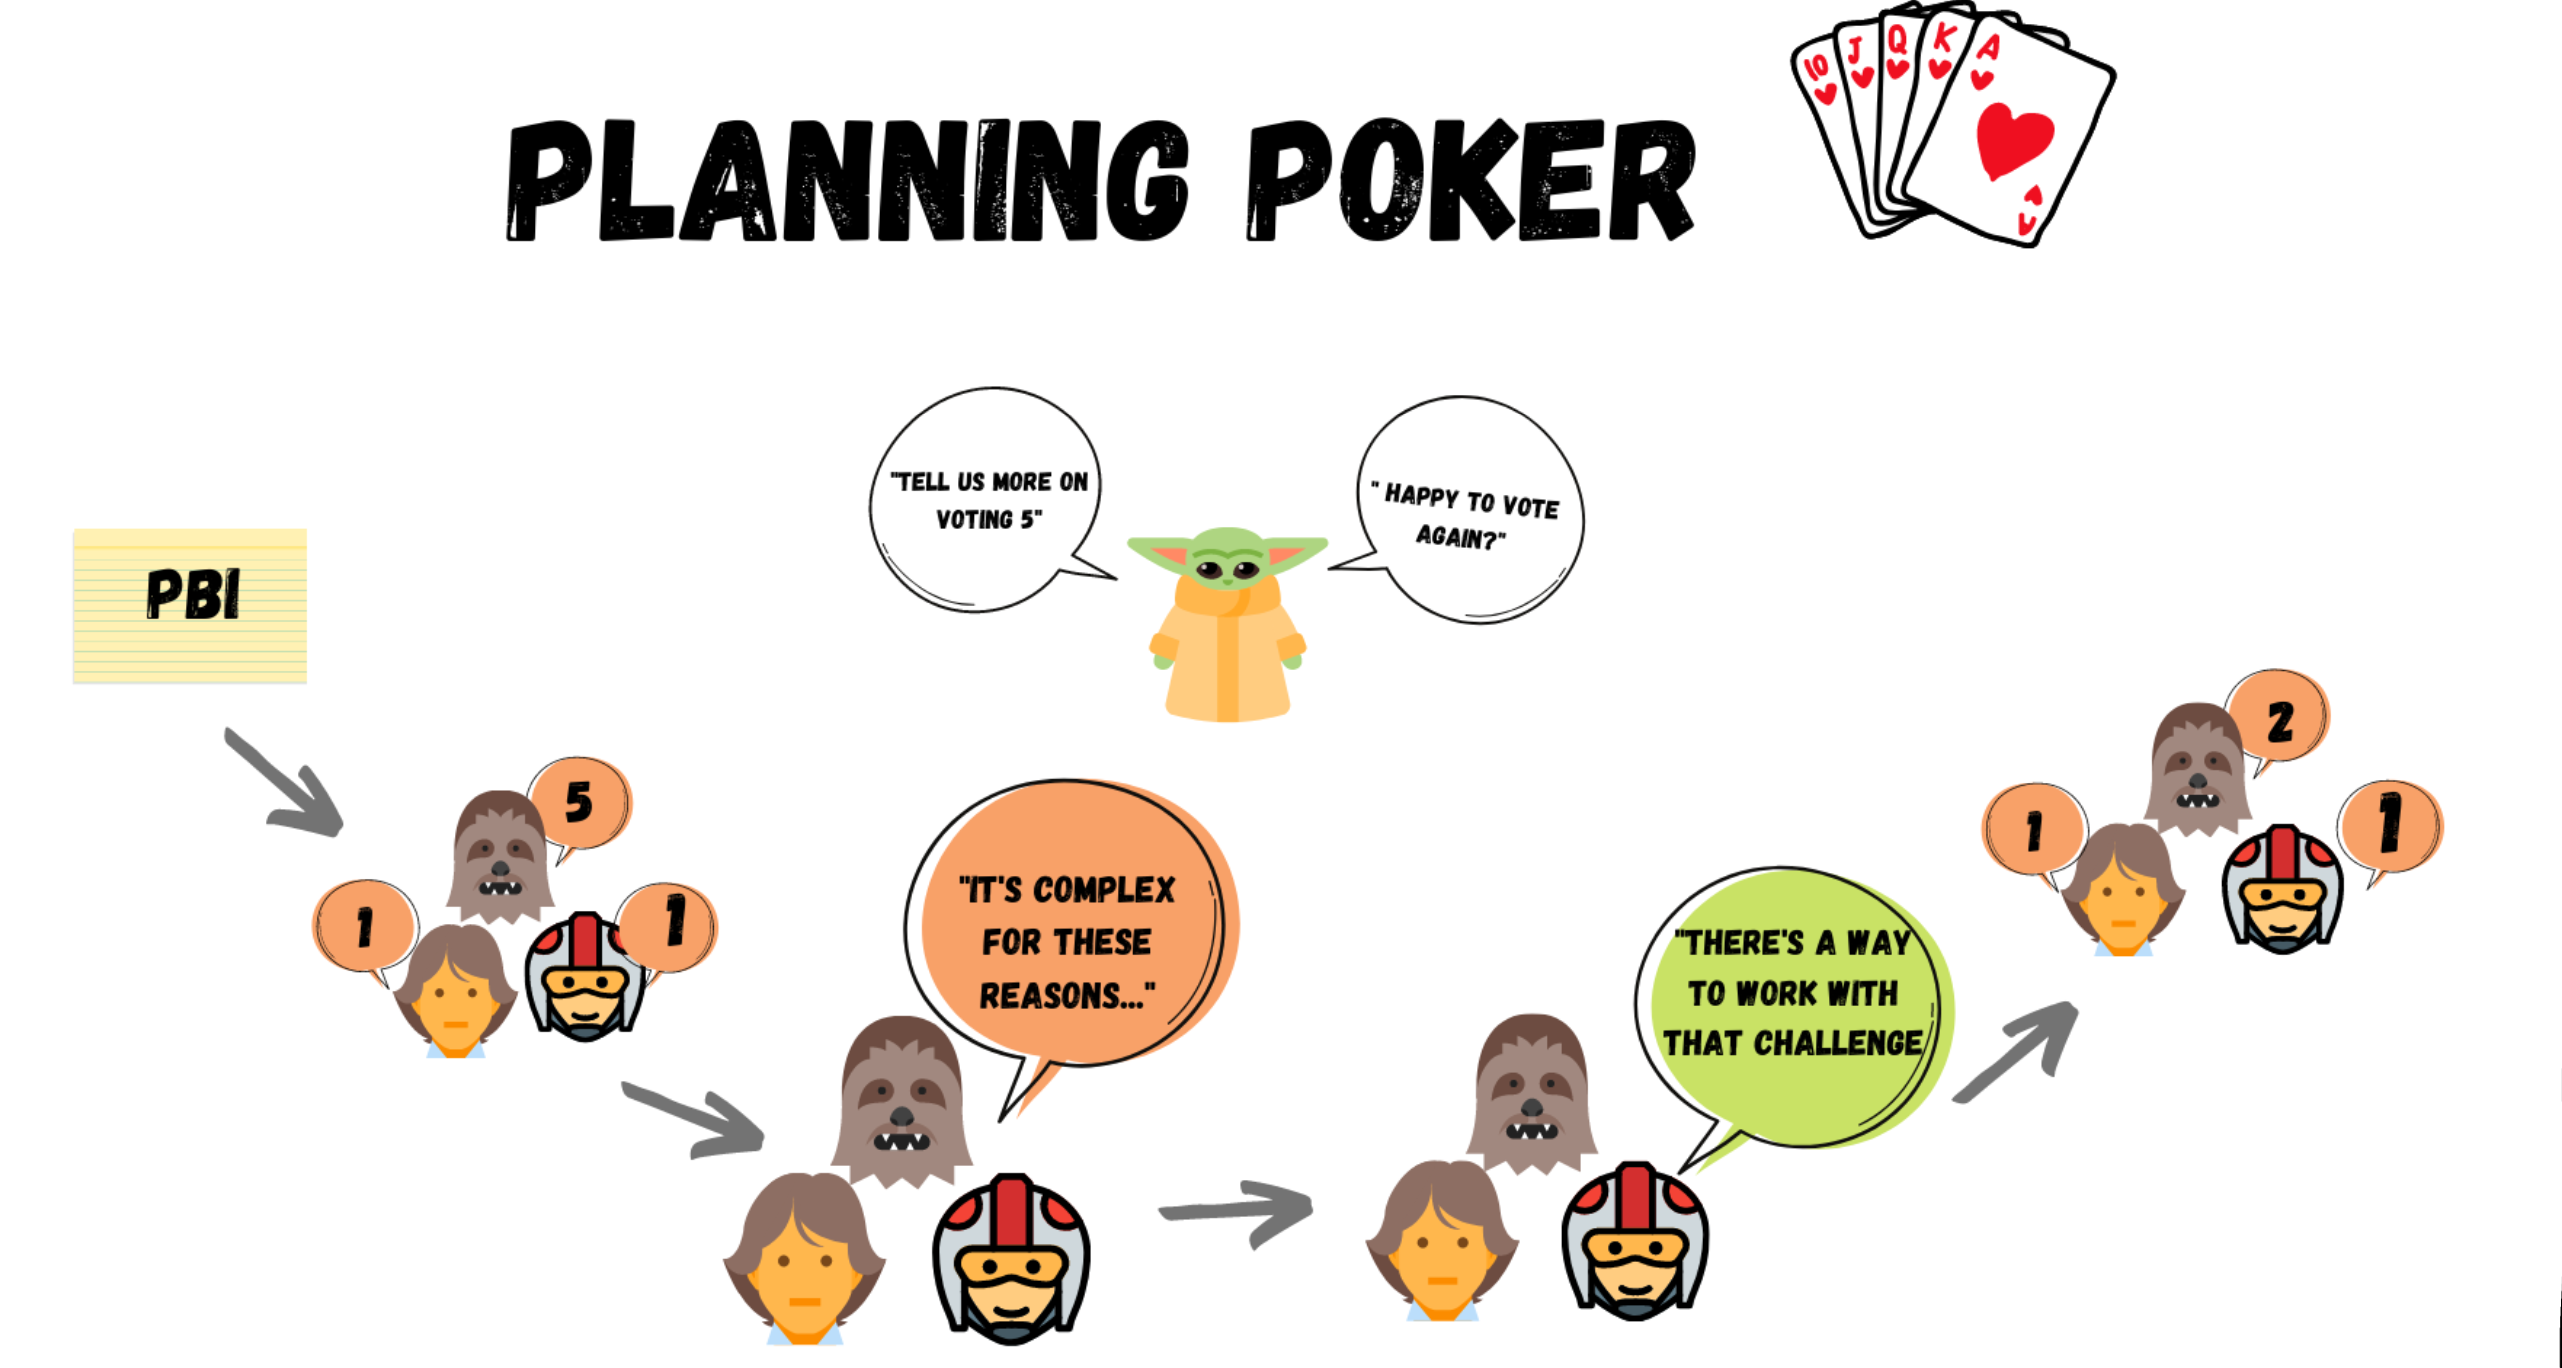 PLANNING POKER
10
J
Q
K
A
A
"TELL US MORE ON
VOTING 5"
" HAPPY TO VOTE
AGAIN?"
PBI
5
1
1
"IT'S COMPLEX
FOR THESE
REASONS..."
"THERE'S A WAY
TO WORK WITH
THAT CHALLENGE
2
1
1